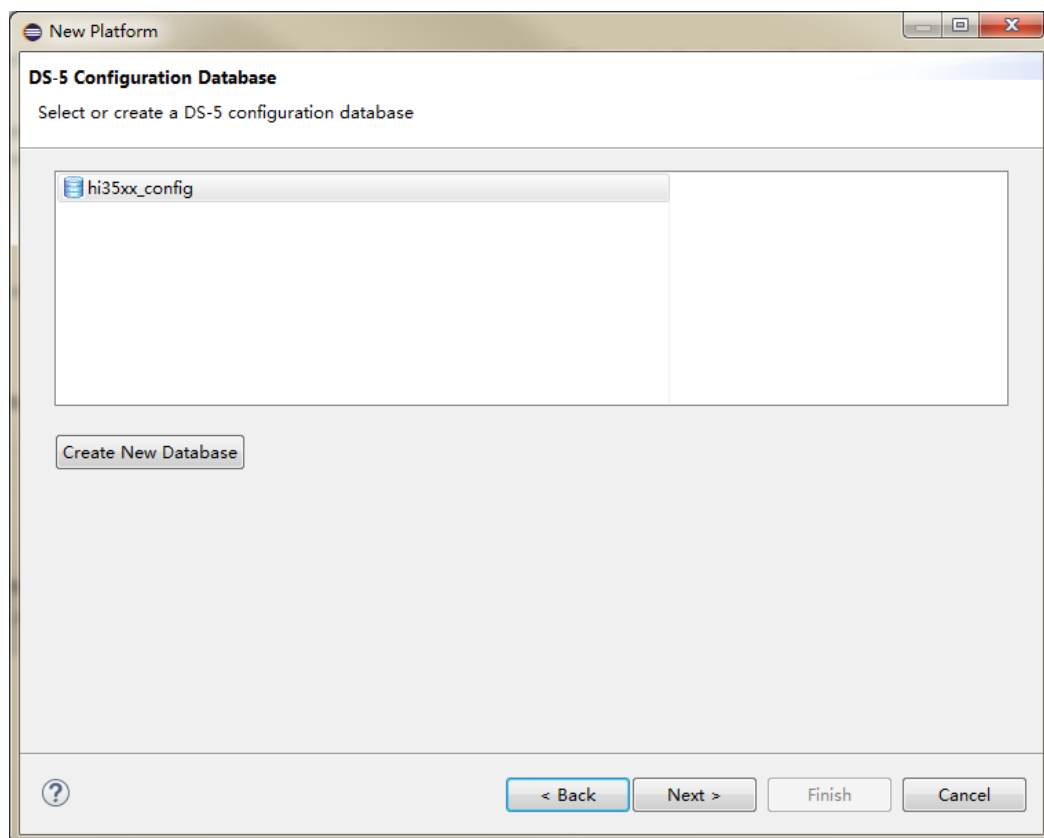 New Platform
DS-5 Configuration Database
Select or create a DS-5 configuration database
hi35xx_config
Create New Database
?
< Back Next > Finish Cancel